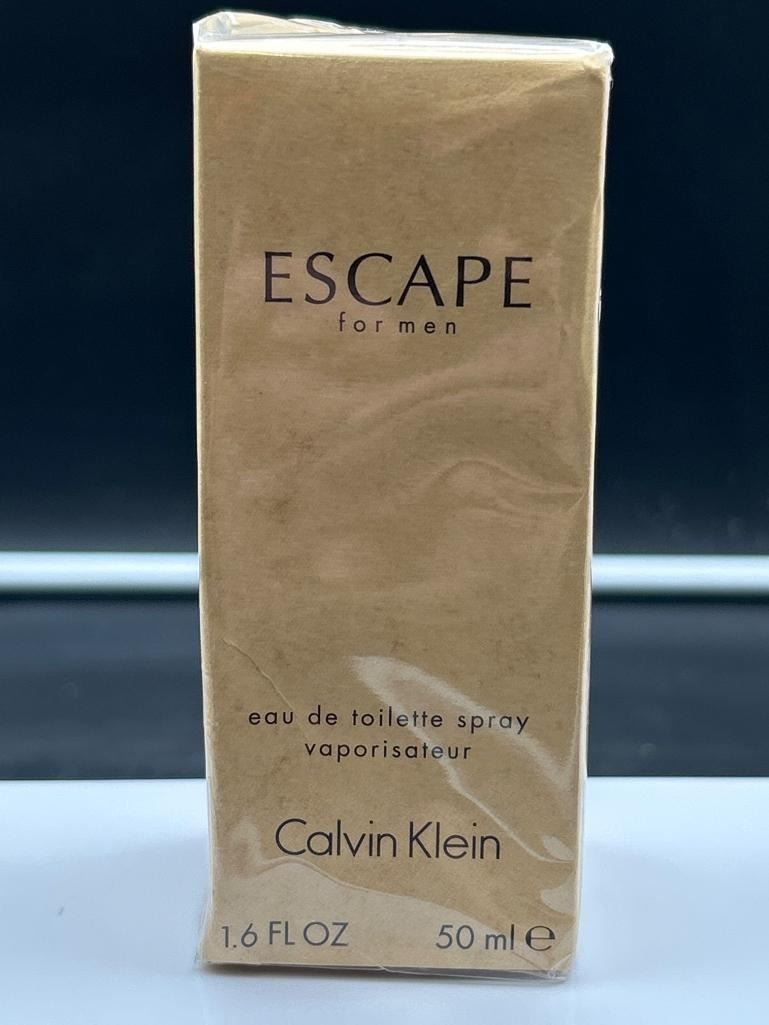 ESCAPE
for men
eau de toilette spray
vaporisateur
Calvin Klein
1.6 FL OZ 50 ml ℮